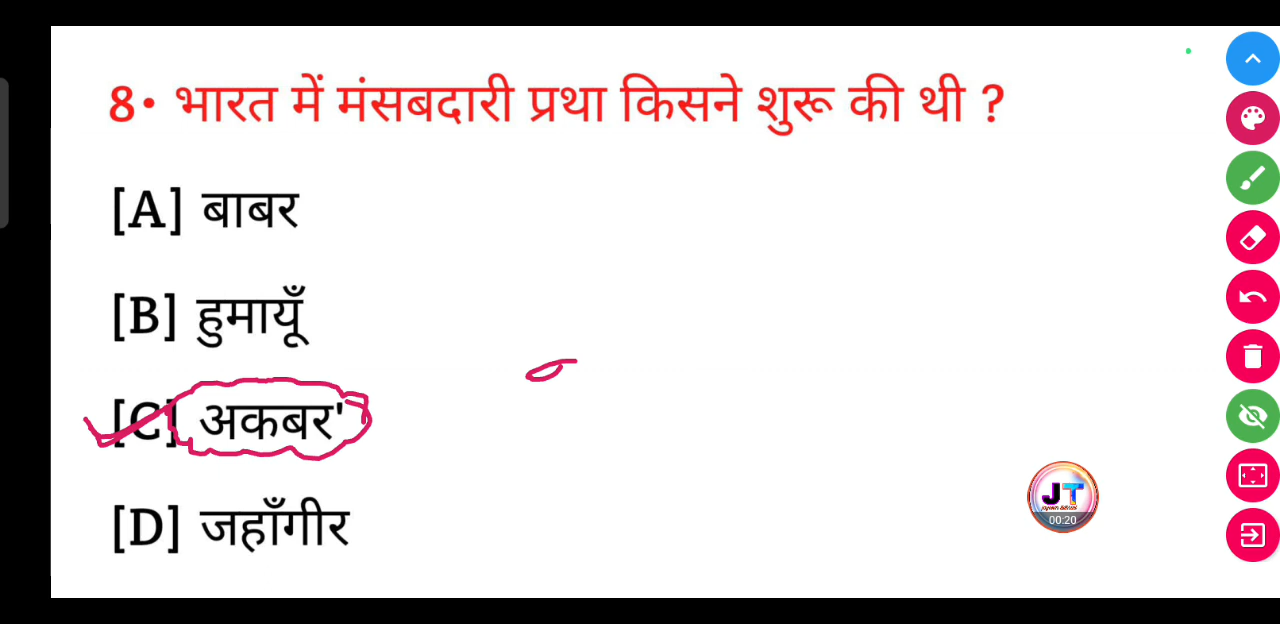 8• भारत में मंसबदारी प्रथा किसने शुरू की थी ?
[A] बाबर
[B] हुमायूँ
[C] अकबर'
[D] जहाँगीर
JT
00:20